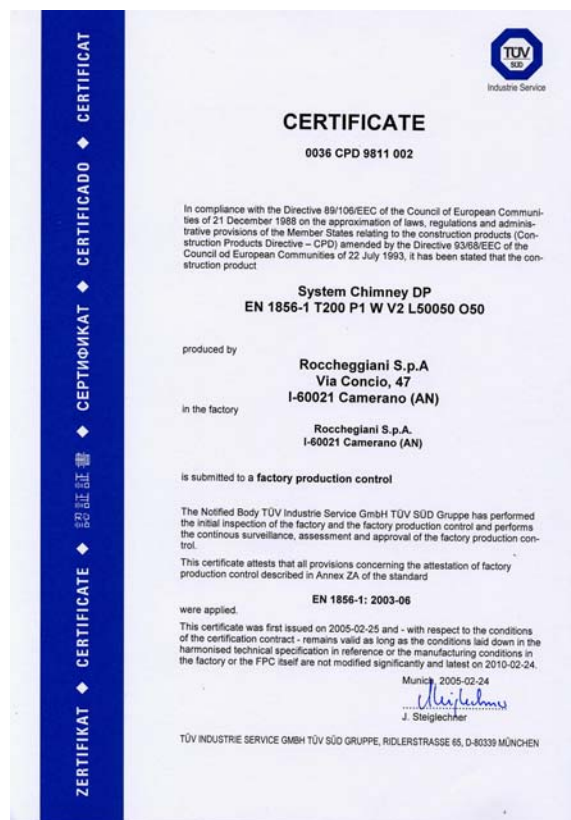 ZERTIFIKAT ◆ CERTIFICATE ◆ 認証証書 ◆ СЕРТИФИКАТ ◆ CERTIFICADO ◆ CERTIFICAT
TÜV
SÜD
Industrie Service
CERTIFICATE
0036 CPD 9811 002
In compliance with the Directive 89/106/EEC of the Council of European Communi-
ties of 21 December 1988 on the approximation of laws, regulations and adminis-
trative provisions of the Member States relating to the construction products (Con-
struction Products Directive – CPD) amended by the Directive 93/68/EEC of the
Council od European Communities of 22 July 1993, it has been stated that the con-
struction product
System Chimney DP
EN 1856-1 T200 P1 W V2 L50050 O50
produced by
Roccheggiani S.p.A
Via Concio, 47
I-60021 Camerano (AN)
in the factory
Rocchegiani S.p.A.
I-60021 Camerano (AN)
is submitted to a factory production control
The Notified Body TÜV Industrie Service GmbH TÜV SÜD Gruppe has performed
the initial inspection of the factory and the factory production control and performs
the continous surveillance, assessment and approval of the factory production con-
trol.
This certificate attests that all provisions concerning the attestation of factory
production control described in Annex ZA of the standard
EN 1856-1: 2003-06
were applied.
This certificate was first issued on 2005-02-25 and - with respect to the conditions
of the certification contract - remains valid as long as the conditions laid down in the
harmonised technical specification in reference or the manufacturing conditions in
the factory or the FPC itself are not modified significantly and latest on 2010-02-24.
Munich, 2005-02-24
J. Steiglechner
TÜV INDUSTRIE SERVICE GMBH TÜV SÜD GRUPPE, RIDLERSTRASSE 65, D-80339 MÜNCHEN